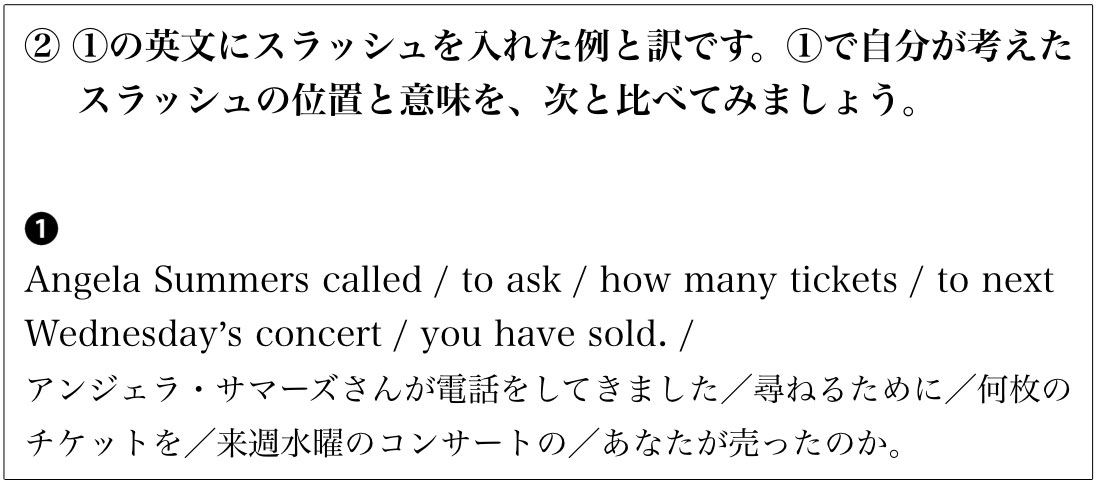 ② ①の英文にスラッシュを入れた例と訳です。①で自分が考えた
スラッシュの位置と意味を、次と比べてみましょう。
❶
Angela Summers called / to ask / how many tickets / to next
Wednesday’s concert / you have sold. /
アンジェラ・サマーズさんが電話をしてきました／尋ねるために／何枚の
チケットを／来週水曜のコンサートの／あなたが売ったのか。